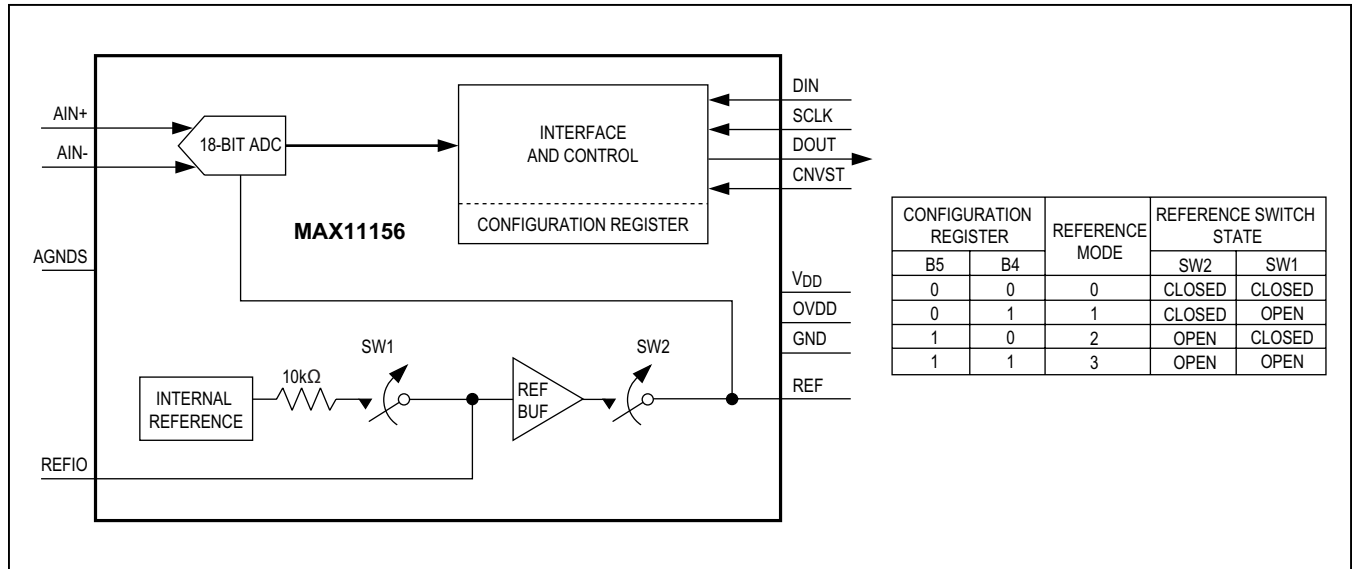 AIN+
AIN-
18-BIT ADC
INTERFACE
AND CONTROL
CONFIGURATION REGISTER
MAX11156
DIN
SCLK
DOUT
CNVST
AGNDS
VDD
OVDD
GND
REF
SW1
SW2
10kΩ
INTERNAL
REFERENCE
REF
BUF
REFIO
CONFIGURATION
REGISTER
REFERENCE
MODE
REFERENCE SWITCH
STATE
B5 B4 SW2 SW1
0 0 0 CLOSED CLOSED
0 1 1 CLOSED OPEN
1 0 2 OPEN CLOSED
1 1 3 OPEN OPEN